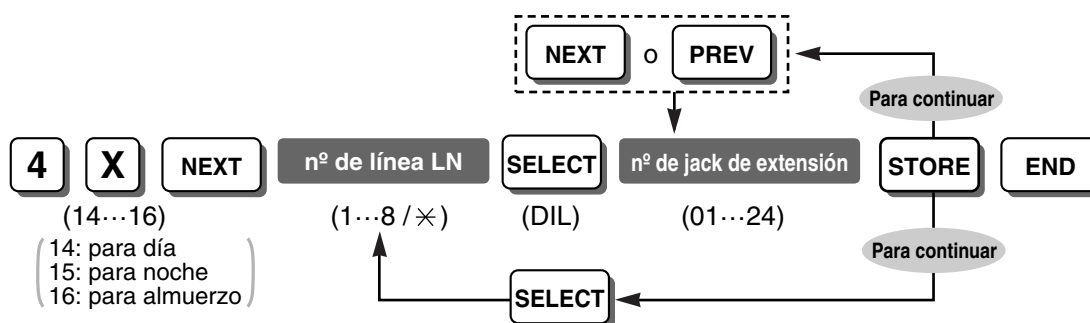 NEXT o PREV
Para continuar
4 X NEXT nº de línea LN SELECT nº de jack de extensión STORE END
(14···16) (1···8 / ✳) (DIL) (01···24)
14: para día
15: para noche
16: para almuerzo
Para continuar
SELECT